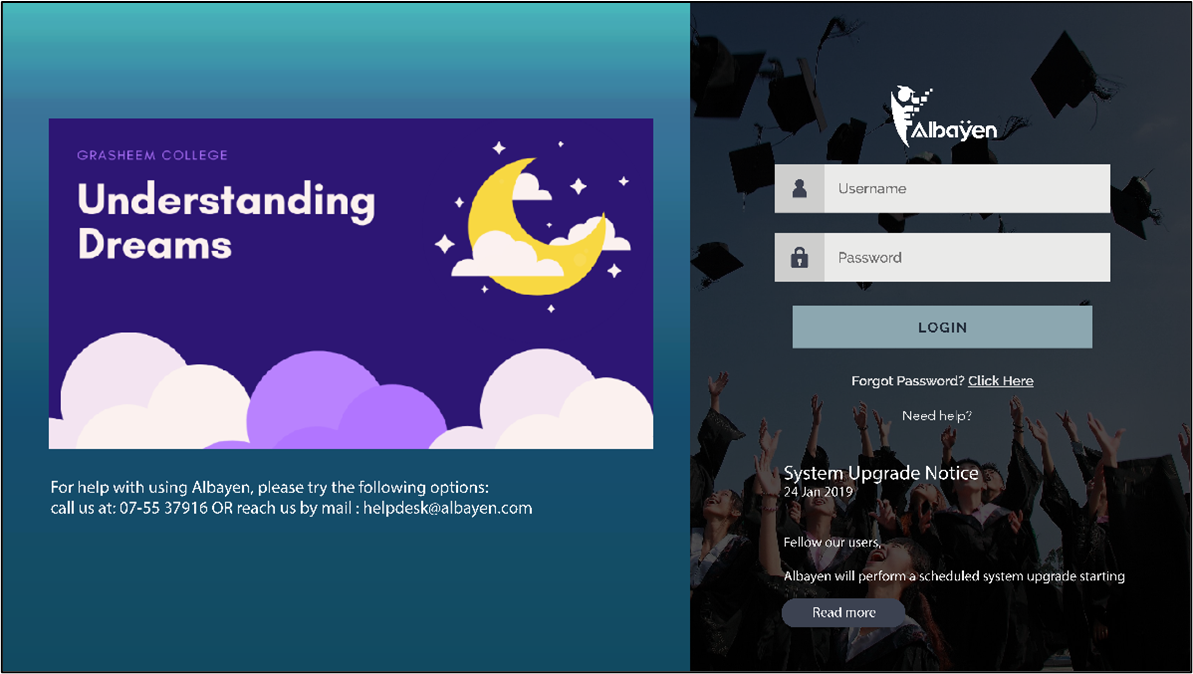 GRASHEEM COLLEGE
Understanding
Dreams
For help with using Albayen, please try the following options:
call us at: 07-55 37916 OR reach us by mail : helpdesk@albayen.com
Albaÿen
Username
Password
LOGIN
Forgot Password? Click Here
Need help?
System Upgrade Notice
24 Jan 2019
Fellow our users,
Albayen will perform a scheduled system upgrade starting
Read more